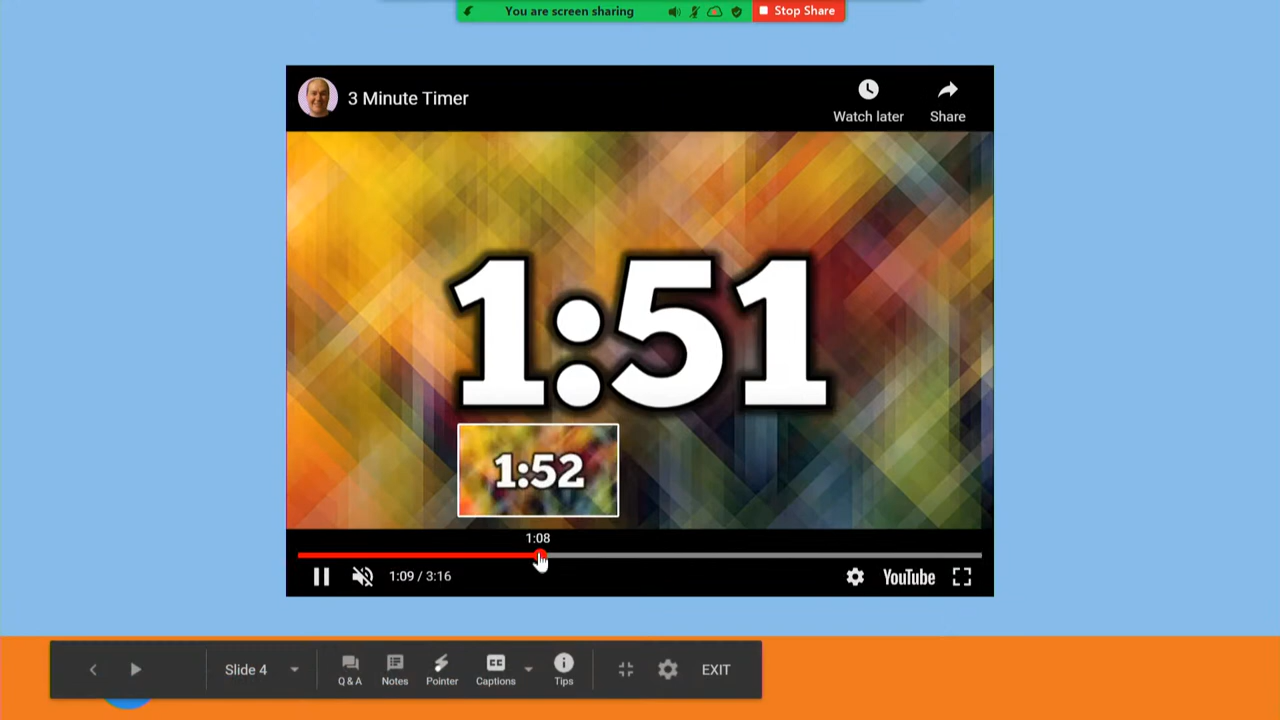 You are screen sharing
Stop Share
3 Minute Timer
Watch later
Share
1:51
1:52
1:08
1:09 / 3:16
YouTube
Slide 4
Q & A
Notes
Pointer
CC
Captions
Tips
EXIT